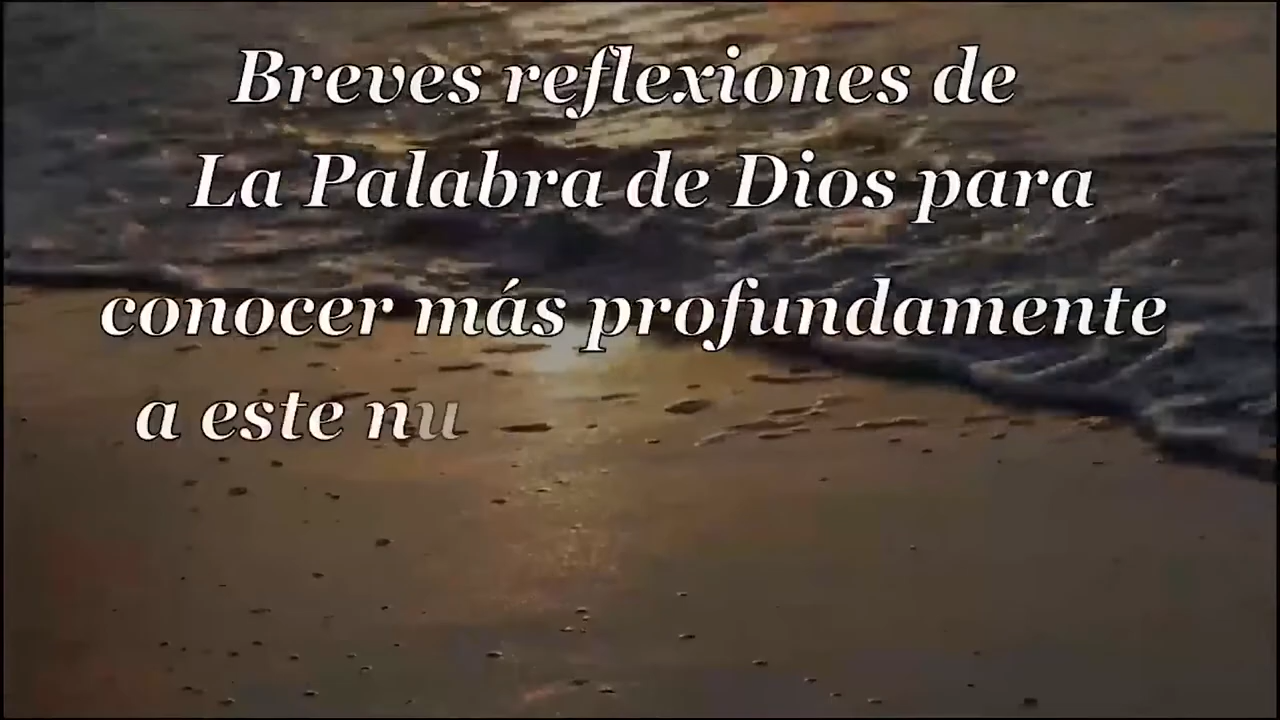 Breves reflexiones de
La Palabra de Dios para
conocer más profundamente
a este nu